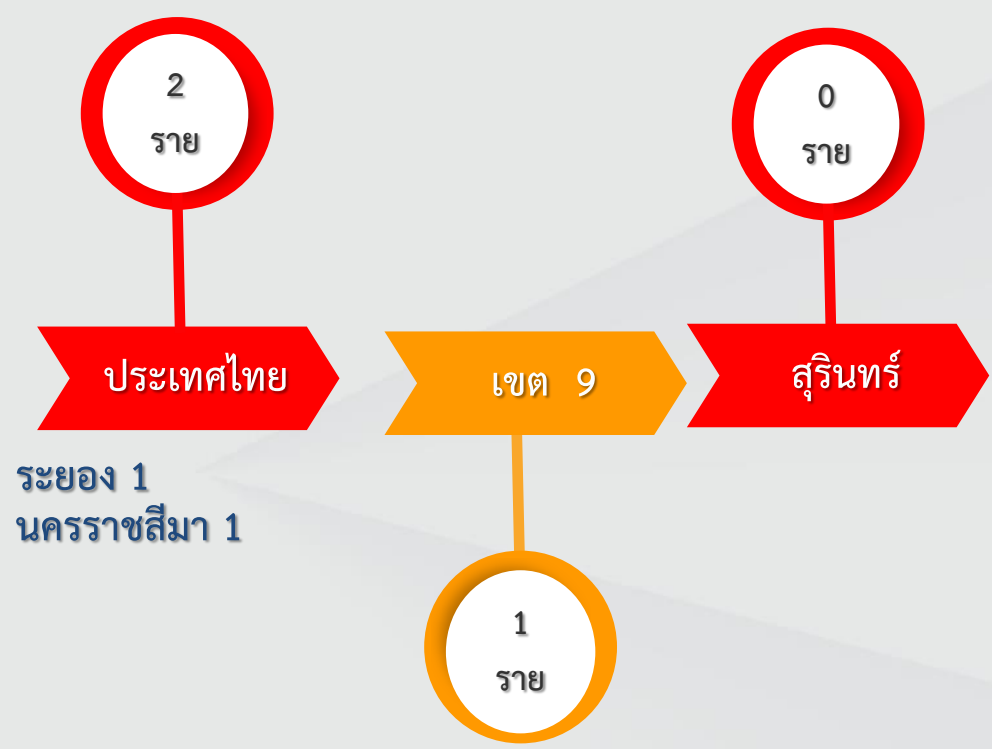 2
ราย
0
ราย
ประเทศไทย
เขต 9
สุรินทร์
ระยอง 1
นครราชสีมา 1
1
ราย